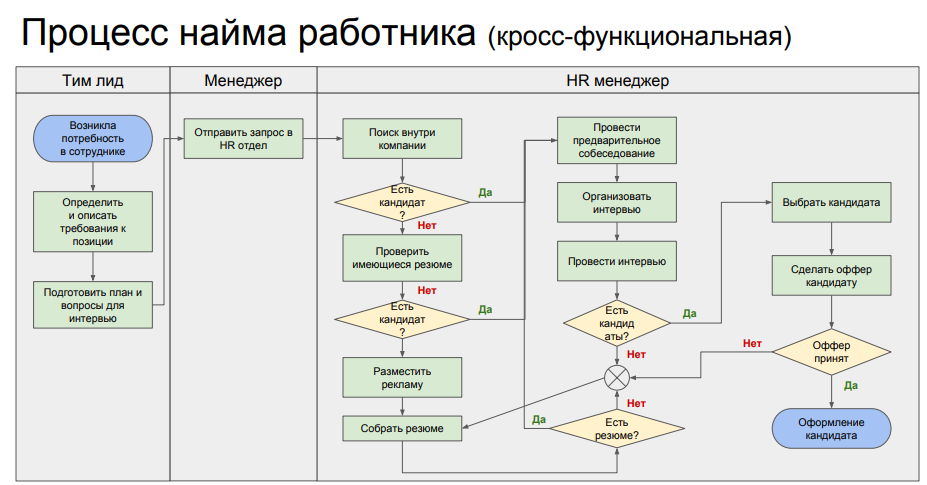 Процесс найма работника (кросс-функциональная)
Тим лид
Менеджер
HR менеджер
Возникла
потребность
в сотруднике
Определить
и описать
требования к
позиции
Подготовить план и
вопросы для
интервью
Отправить запрос в
HR отдел
Поиск внутри
компании
Есть
кандидат
?
Да
Нет
Проверить
имеющиеся резюме
Нет
Есть
кандидат
?
Да
Разместить
рекламу
Собрать резюме
Провести
предварительное
собеседование
Организовать
интервью
Провести интервью
Есть
кандид
аты?
Да
Нет
Нет
Да
Есть
резюме?
Выбрать кандидата
Сделать оффер
кандидату
Нет
Оффер
принят
Да
Оформление
кандидата